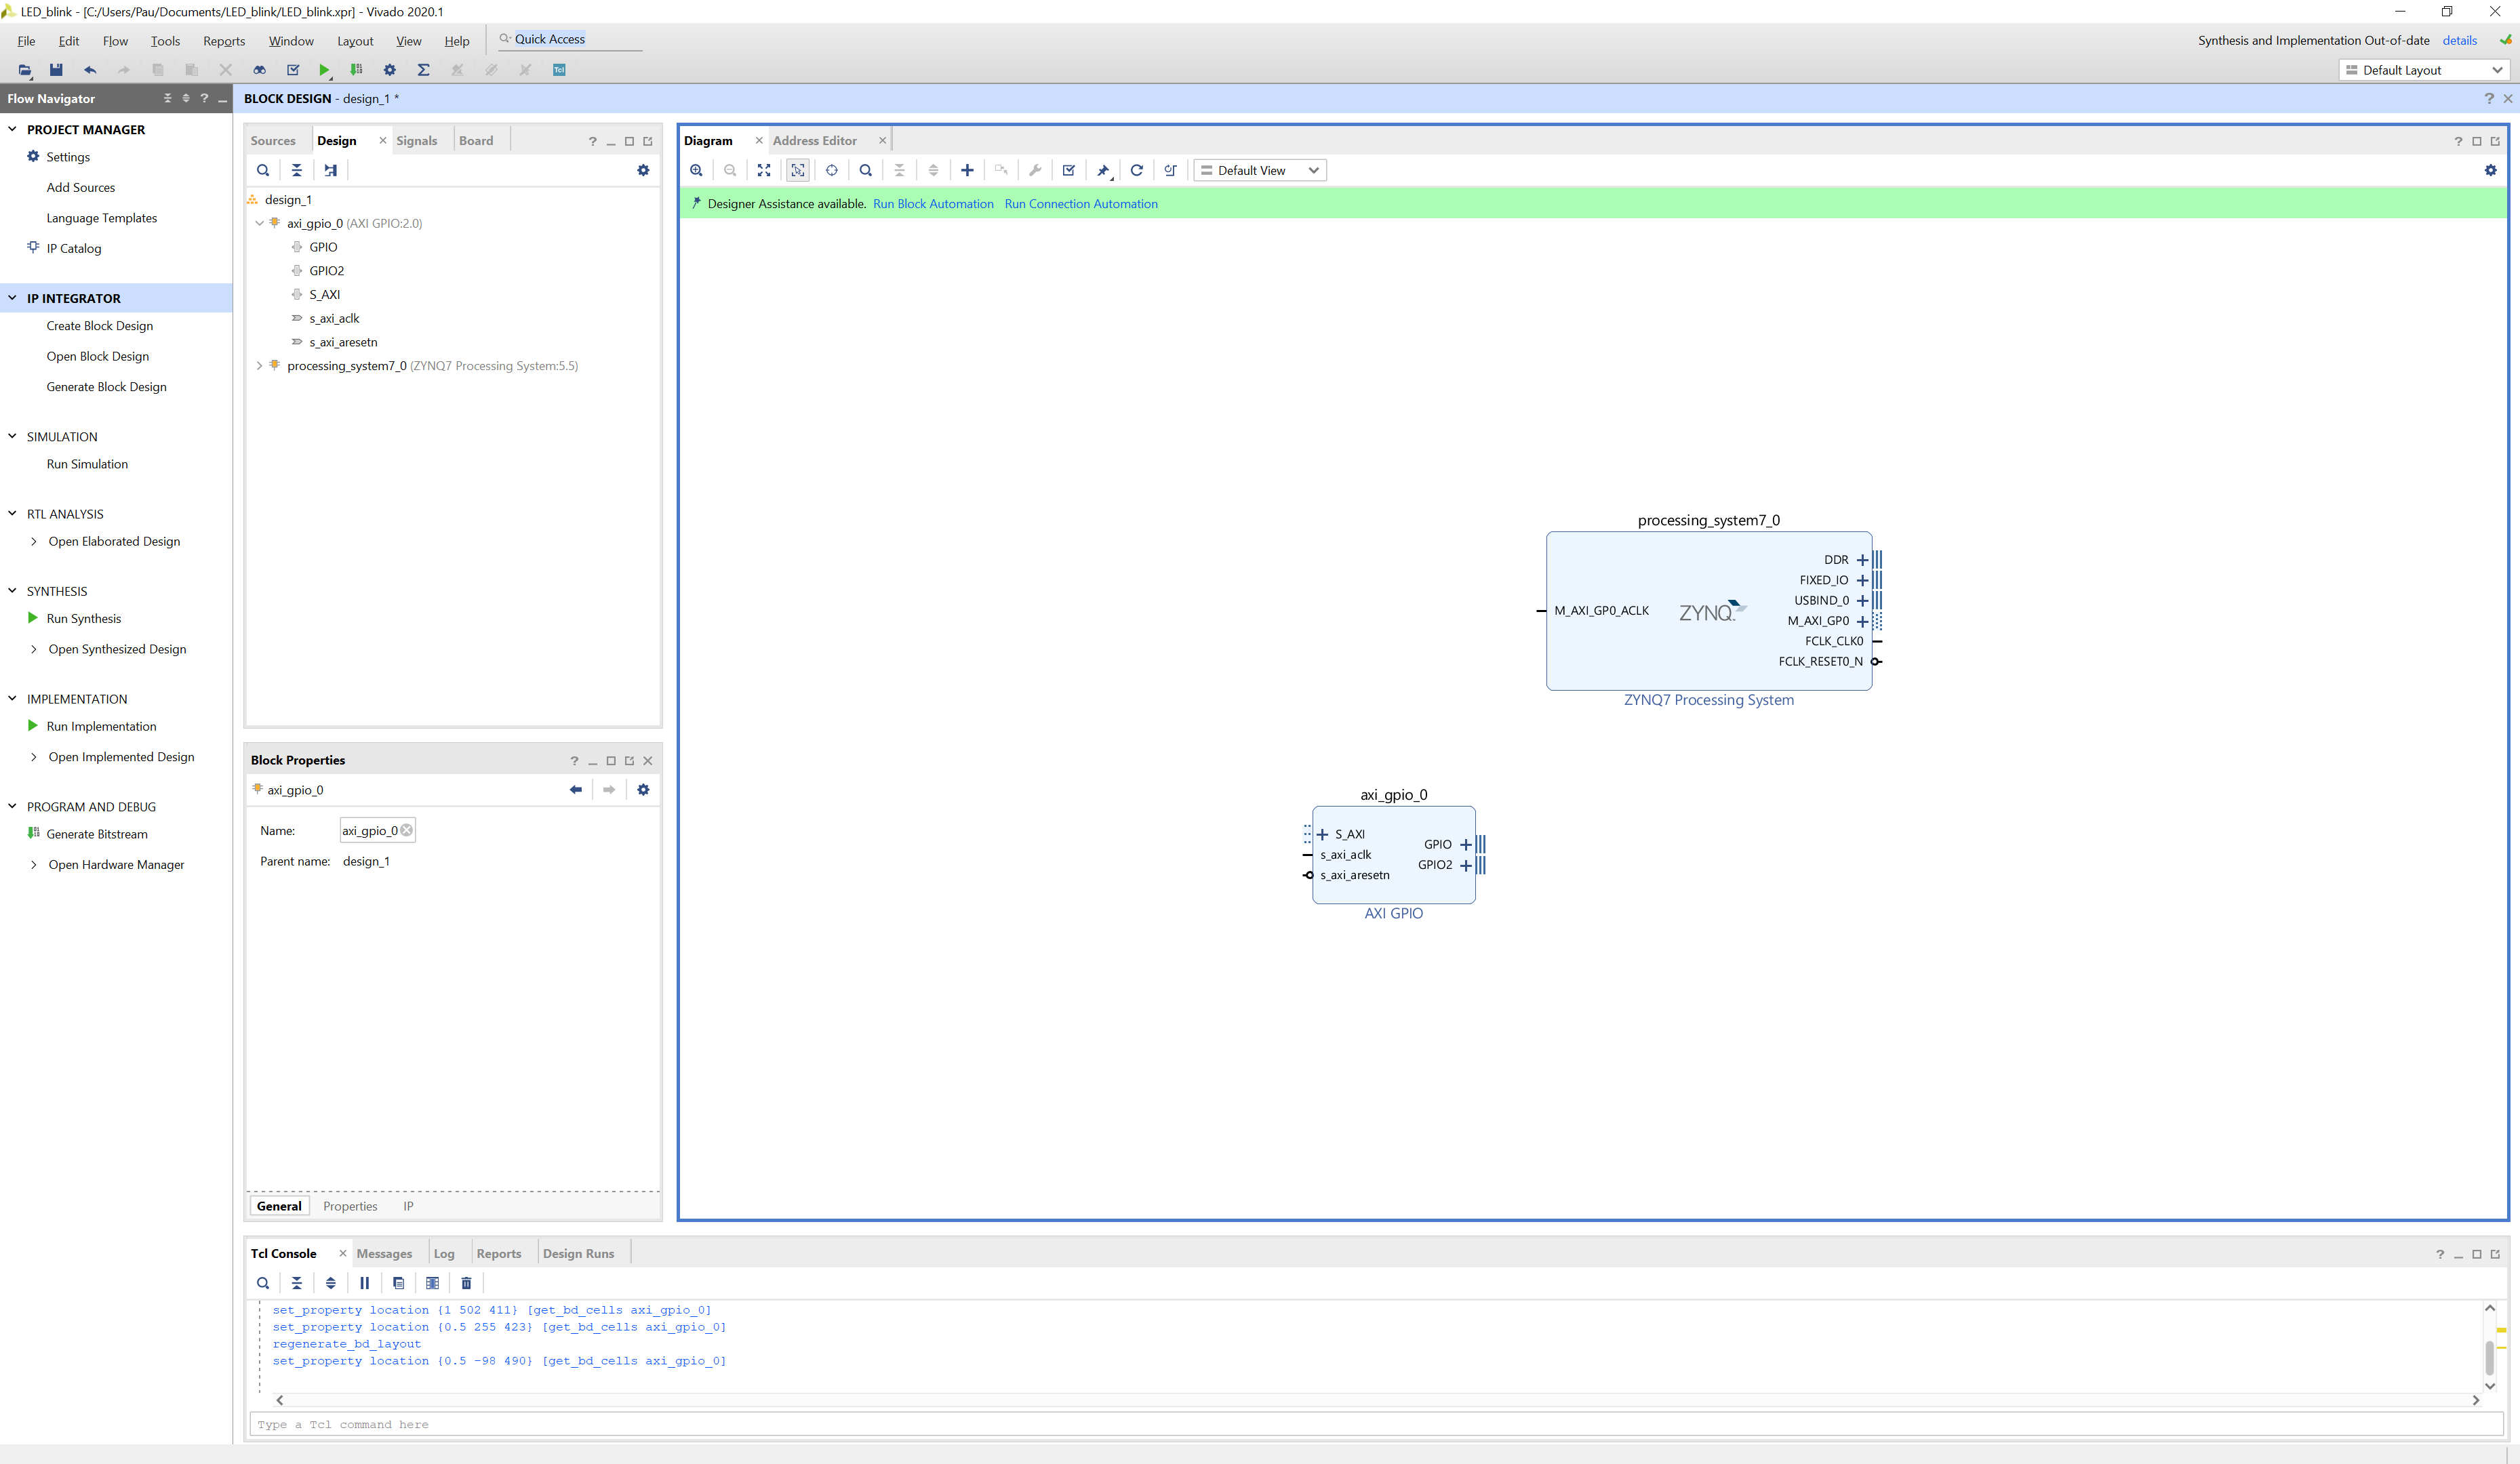 LED_blink - [C:/Users/Pau/Documents/LED_blink/LED_blink.xpr] - Vivado 2020.1
File Edit Flow Tools Reports Window Layout View Help Quick Access
Synthesis and Implementation Out-of-date details
Tcl
Default Layout
Flow Navigator
BLOCK DESIGN - design_1 *
PROJECT MANAGER
Settings
Add Sources
Language Templates
IP Catalog
IP INTEGRATOR
Create Block Design
Open Block Design
Generate Block Design
SIMULATION
Run Simulation
RTL ANALYSIS
Open Elaborated Design
SYNTHESIS
Run Synthesis
Open Synthesized Design
IMPLEMENTATION
Run Implementation
Open Implemented Design
PROGRAM AND DEBUG
Generate Bitstream
Open Hardware Manager
Sources Design Signals Board
design_1
axi_gpio_0 (AXI GPIO:2.0)
GPIO
GPIO2
S_AXI
s_axi_aclk
s_axi_aresetn
processing_system7_0 (ZYNQ7 Processing System:5.5)
Block Properties
axi_gpio_0
Name: axi_gpio_0
Parent name: design_1
General Properties IP
Diagram Address Editor
Default View
Designer Assistance available. Run Block Automation Run Connection Automation
processing_system7_0
DDR
FIXED_IO
USBIND_0
M_AXI_GP0_ACLK
ZYNQ
M_AXI_GP0
FCLK_CLK0
FCLK_RESET0_N
ZYNQ7 Processing System
axi_gpio_0
S_AXI
GPIO
s_axi_aclk
GPIO2
s_axi_aresetn
AXI GPIO
Tcl Console Messages Log Reports Design Runs
set_property location {1 502 411} [get_bd_cells axi_gpio_0]
set_property location {0.5 255 423} [get_bd_cells axi_gpio_0]
regenerate_bd_layout
set_property location {0.5 -98 490} [get_bd_cells axi_gpio_0]
Type a Tcl command here